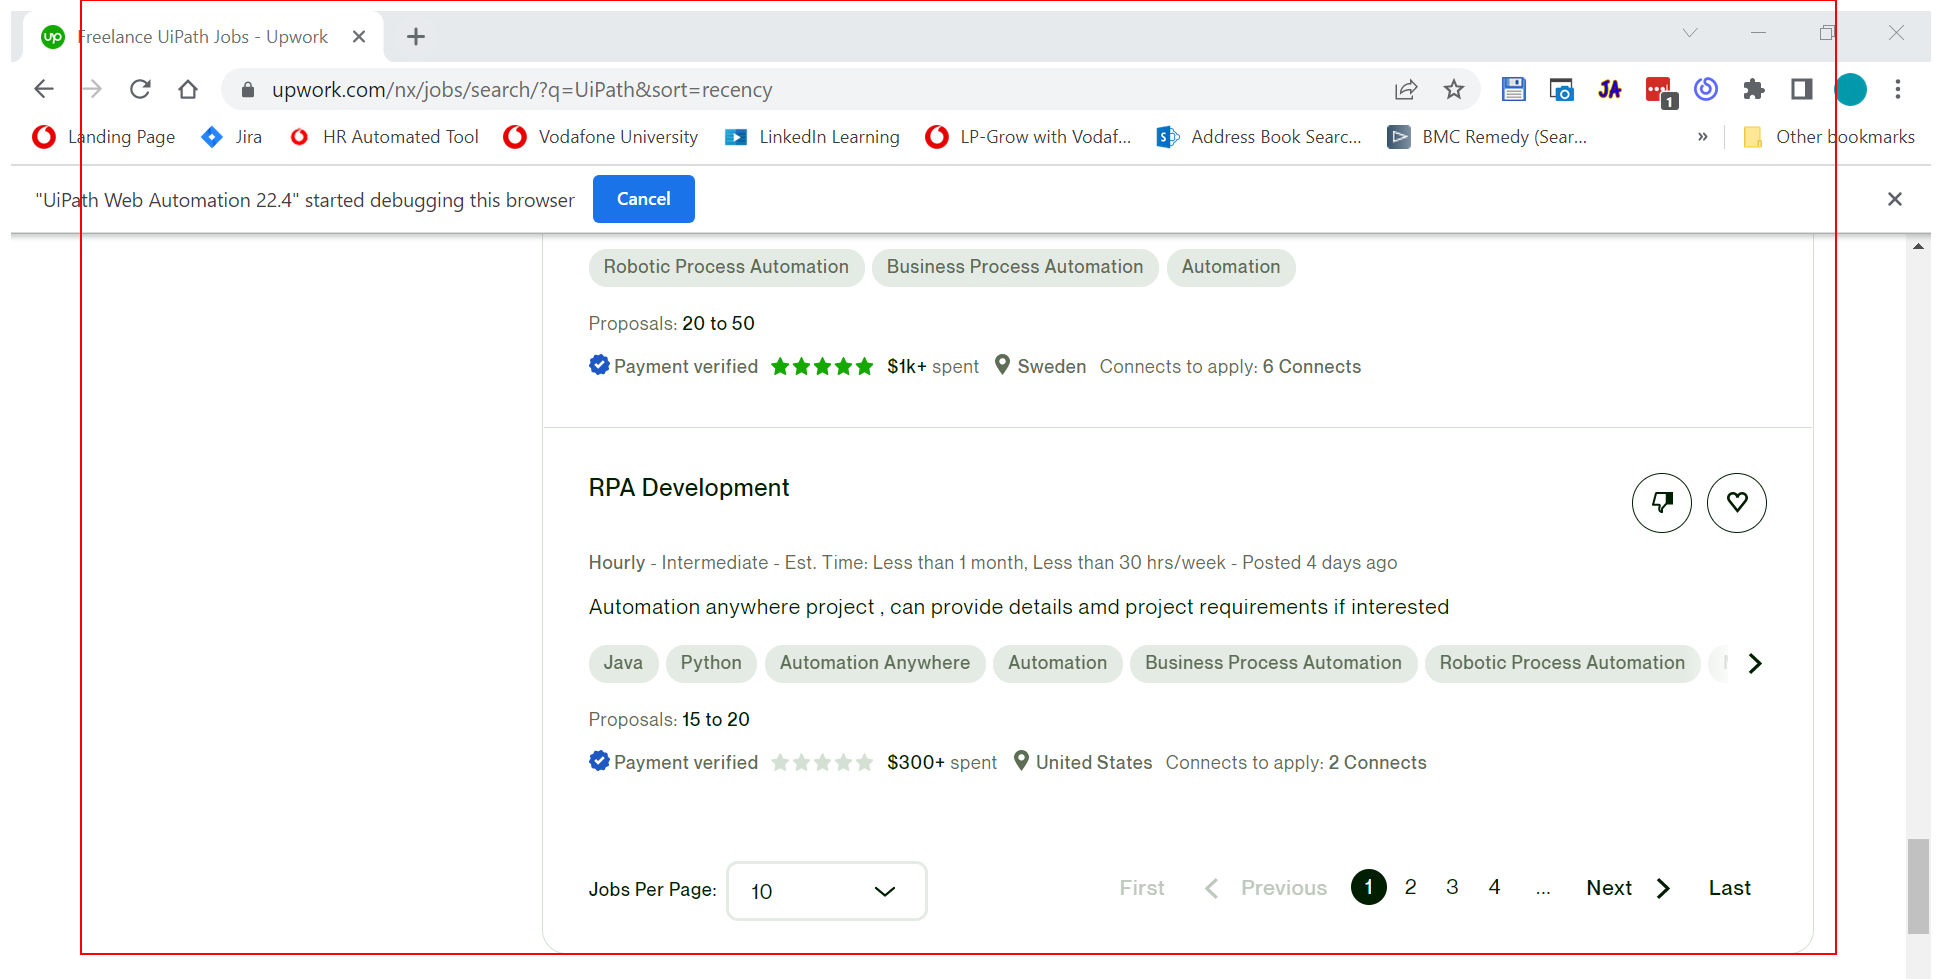 up Freelance UiPath Jobs - Upwork
upwork.com/nx/jobs/search/?q=UiPath&sort=recency JA 1
Landing Page Jira HR Automated Tool Vodafone University LinkedIn Learning LP-Grow with Vodaf... Address Book Searc... BMC Remedy (Sear... » Other bookmarks
"UiPath Web Automation 22.4" started debugging this browser Cancel
Robotic Process Automation Business Process Automation Automation
Proposals: 20 to 50
Payment verified $1k+ spent Sweden Connects to apply: 6 Connects
RPA Development
Hourly - Intermediate - Est. Time: Less than 1 month, Less than 30 hrs/week - Posted 4 days ago
Automation anywhere project , can provide details amd project requirements if interested
Java Python Automation Anywhere Automation Business Process Automation Robotic Process Automation
Proposals: 15 to 20
Payment verified $300+ spent United States Connects to apply: 2 Connects
Jobs Per Page: 10 First Previous 1 2 3 4 ... Next Last